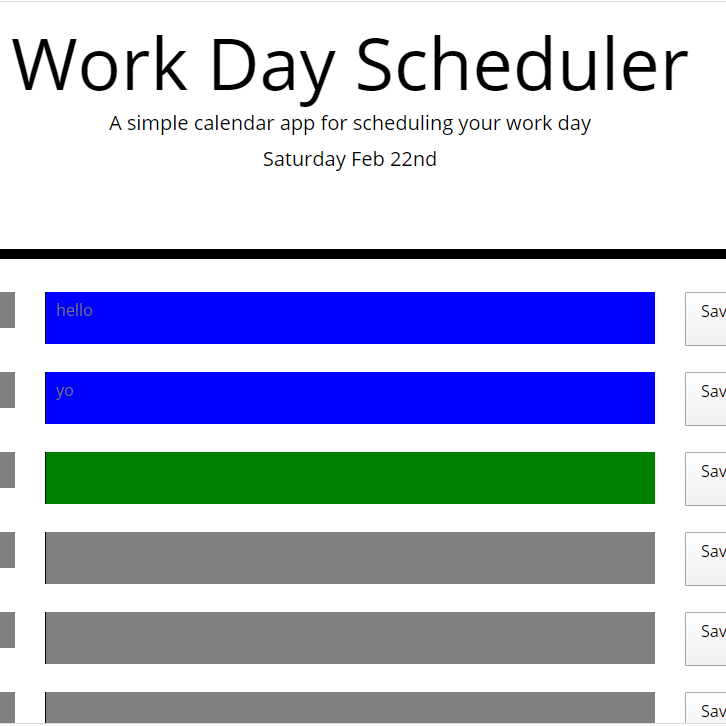 Work Day Scheduler
A simple calendar app for scheduling your work day
Saturday Feb 22nd
hello
Sav
yo
Sav
Sav
Sav
Sav
Sav